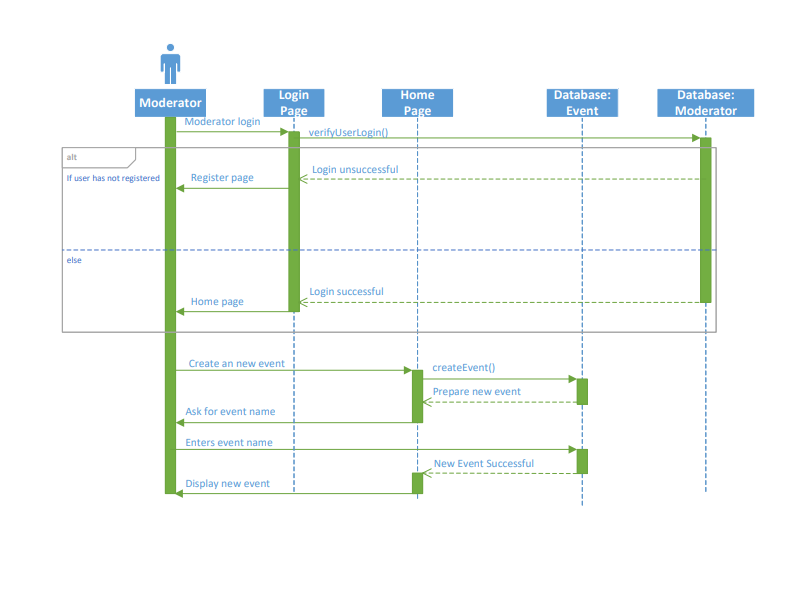 Moderator
Login
Page
Home
Page
Database:
Event
Database:
Moderator
Moderator login
verifyUserLogin()
alt
If user has not registered
Login unsuccessful
Register page
else
Login successful
Home page
Create an new event
createEvent()
Prepare new event
Ask for event name
Enters event name
New Event Successful
Display new event